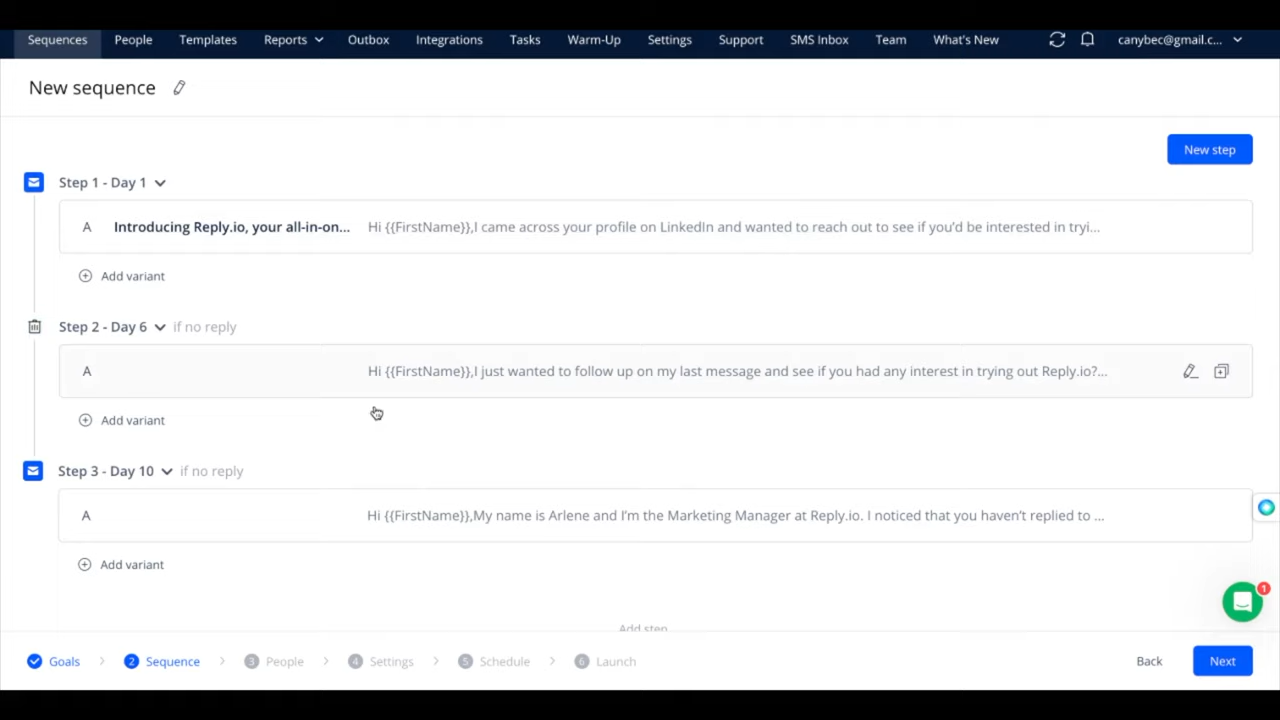 Sequences People Templates Reports Outbox Integrations Tasks Warm-Up Settings Support SMS Inbox Team What's New canybec@gmail.c...
New sequence
New step
Step 1 - Day 1
A Introducing Reply.io, your all-in-on... Hi {{FirstName}},I came across your profile on LinkedIn and wanted to reach out to see if you'd be interested in tryi...
Add variant
Step 2 - Day 6 if no reply
A Hi {{FirstName}},I just wanted to follow up on my last message and see if you had any interest in trying out Reply.io?...
Add variant
Step 3 - Day 10 if no reply
A Hi {{FirstName}},My name is Arlene and I'm the Marketing Manager at Reply.io. I noticed that you haven't replied to ...
Add variant
1
Add step
Goals 2 Sequence 3 People 4 Settings 5 Schedule 6 Launch Back Next